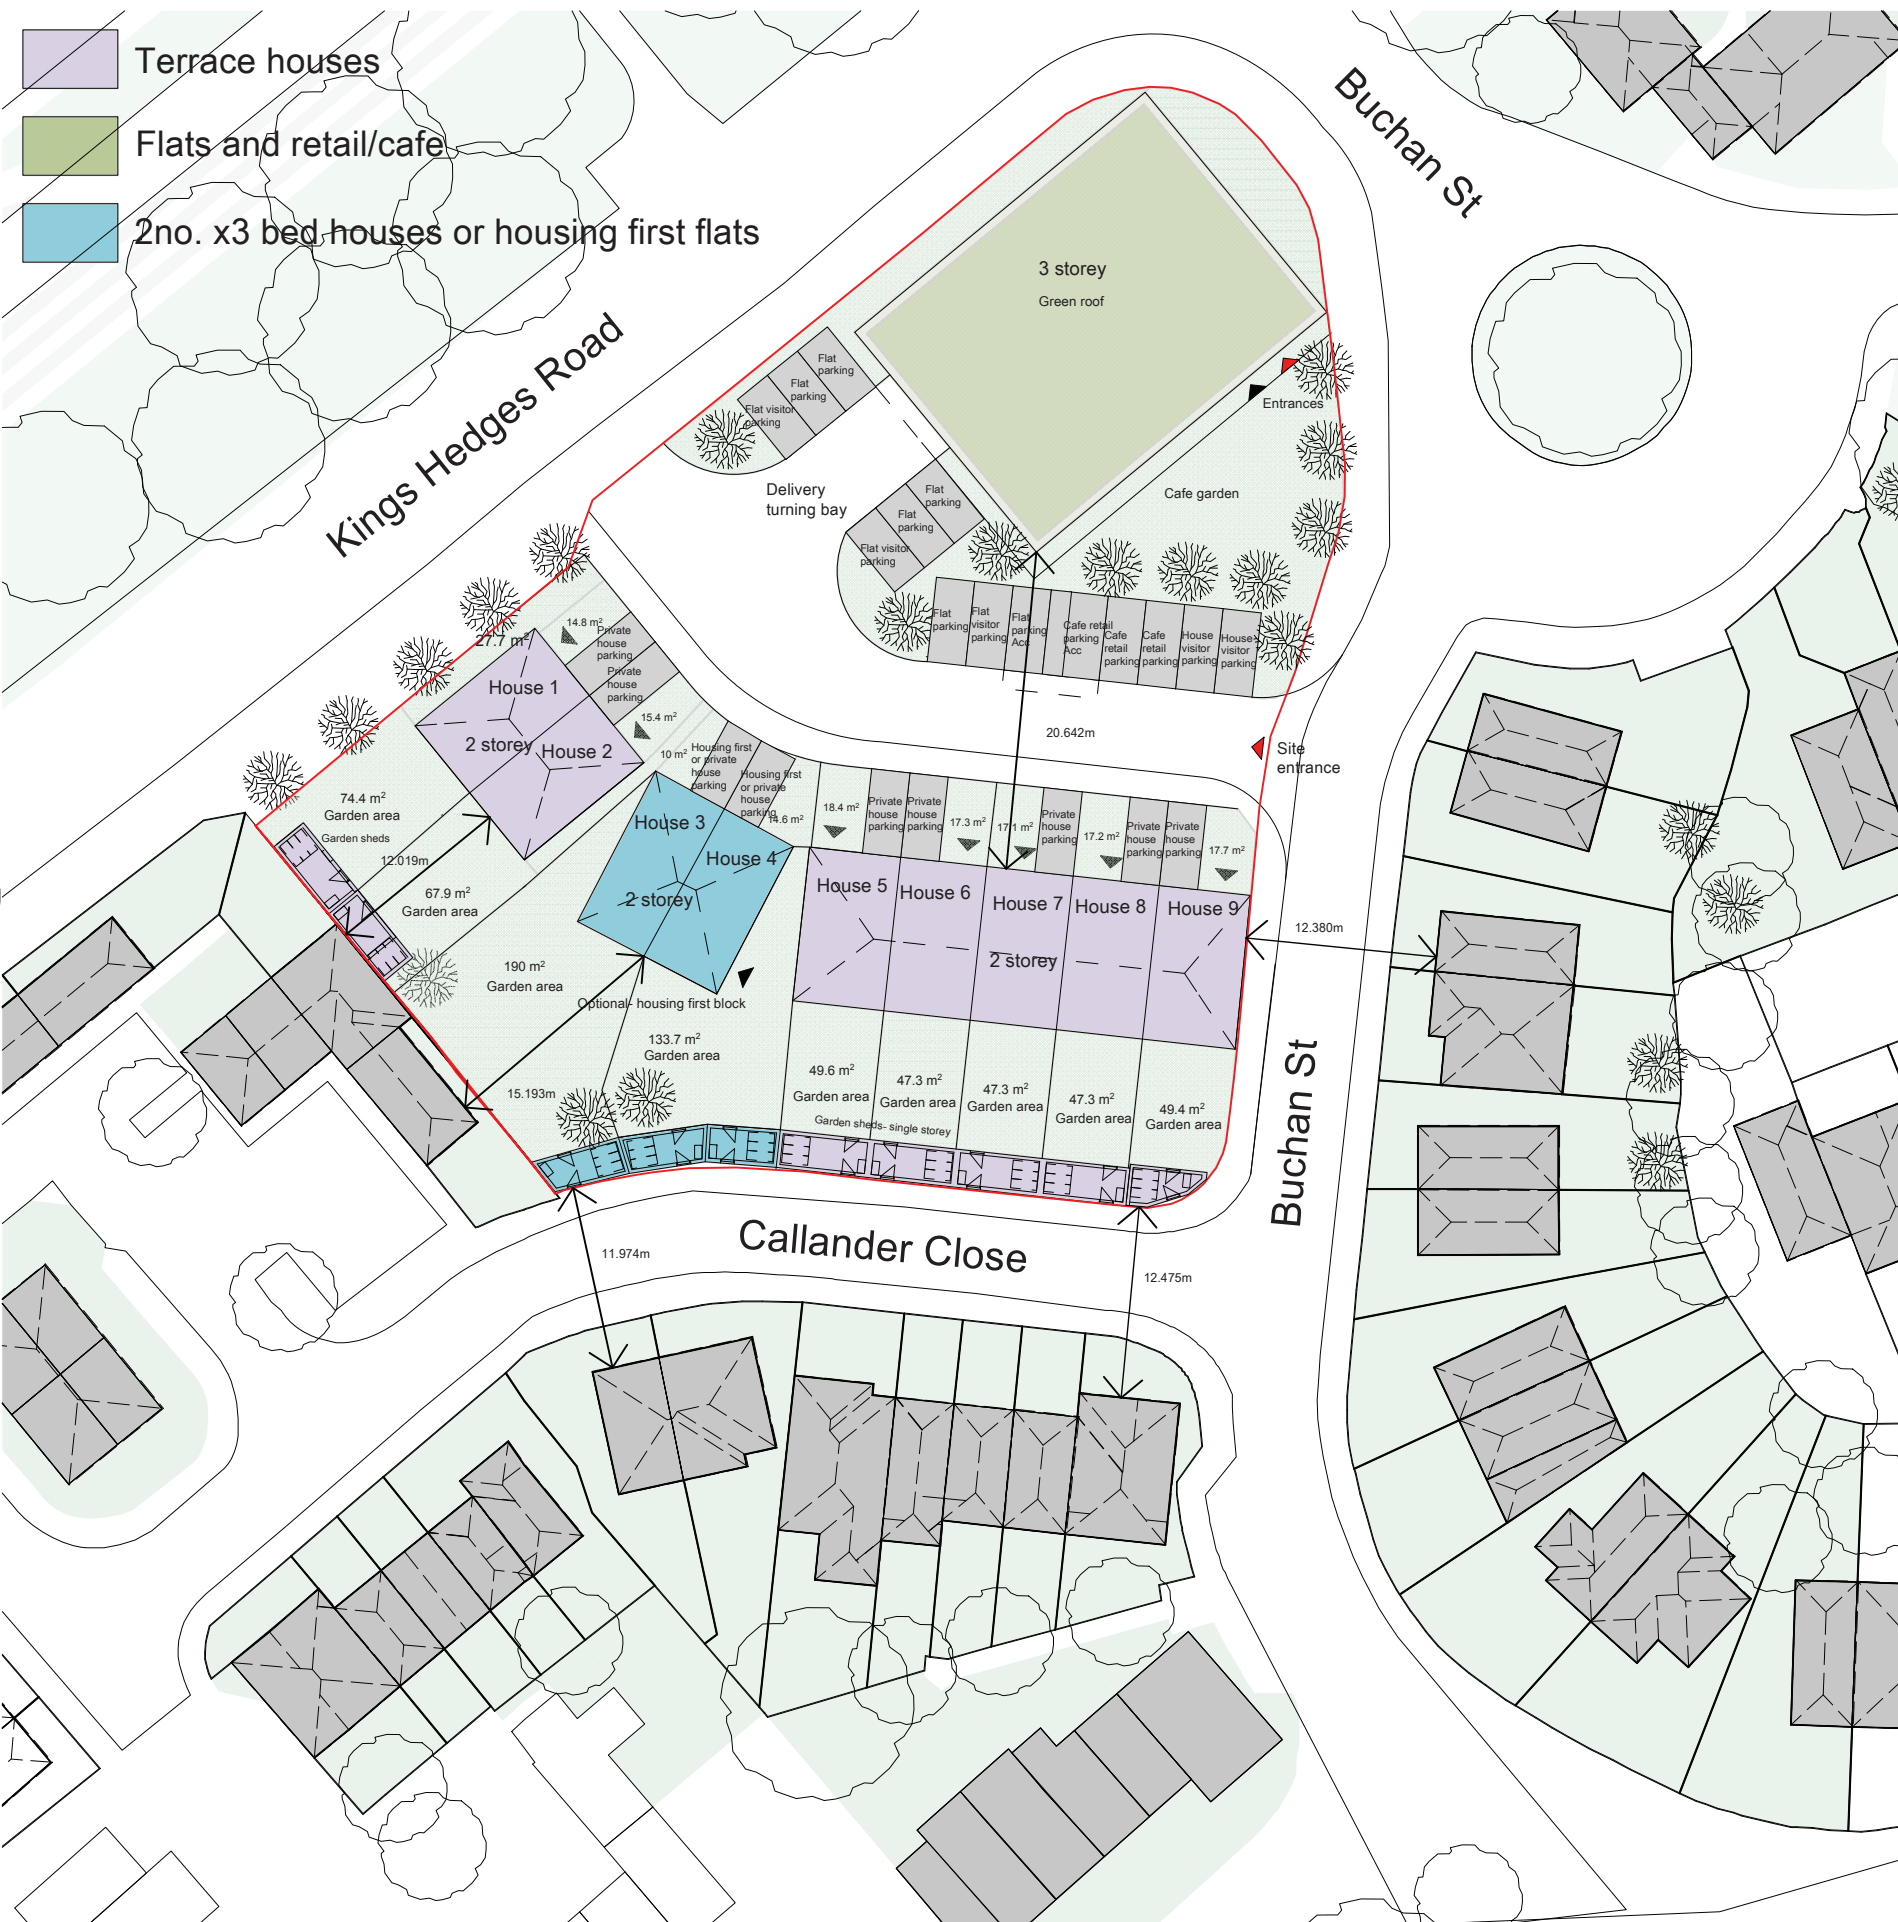 Terrace houses
Flats and retail/cafe
2no. x3 bed houses or housing first flats
Buchan St
Kings Hedges Road
3 storey
Green roof
Flat
parking
Flat
parking
Flat visitor
parking
Entrances
Delivery
turning bay
Cafe garden
Flat
parking
Flat
parking
Flat visitor
parking
Flat
parking
Flat
visitor
parking
Flat
parking
Acc
Cafe retail
parking
Acc
Cafe
retail
parking
Cafe
retail
parking
House
visitor
parking
House
visitor
parking
27.7 m²
14.8 m²
Private
house
parking
Private
house
parking
House 1
2 storey
House 2
15.4 m²
10 m²
Housing first
or private
house
parking
Housing first
or private
house
parking
14.6 m²
20.642m
Site
entrance
74.4 m²
Garden area
Garden sheds
12.019m
67.9 m²
Garden area
House 3
House 4
2 storey
18.4 m²
Private
house
parking
Private
house
parking
17.3 m²
17.1 m²
Private
house
parking
17.2 m²
Private
house
parking
Private
house
parking
17.7 m²
House 5
House 6
House 7
House 8
House 9
2 storey
12.380m
190 m²
Garden area
Optional- housing first block
133.7 m²
Garden area
15.193m
49.6 m²
Garden area
47.3 m²
Garden area
47.3 m²
Garden area
47.3 m²
Garden area
49.4 m²
Garden area
Garden sheds- single storey
Buchan St
Callander Close
11.974m
12.475m